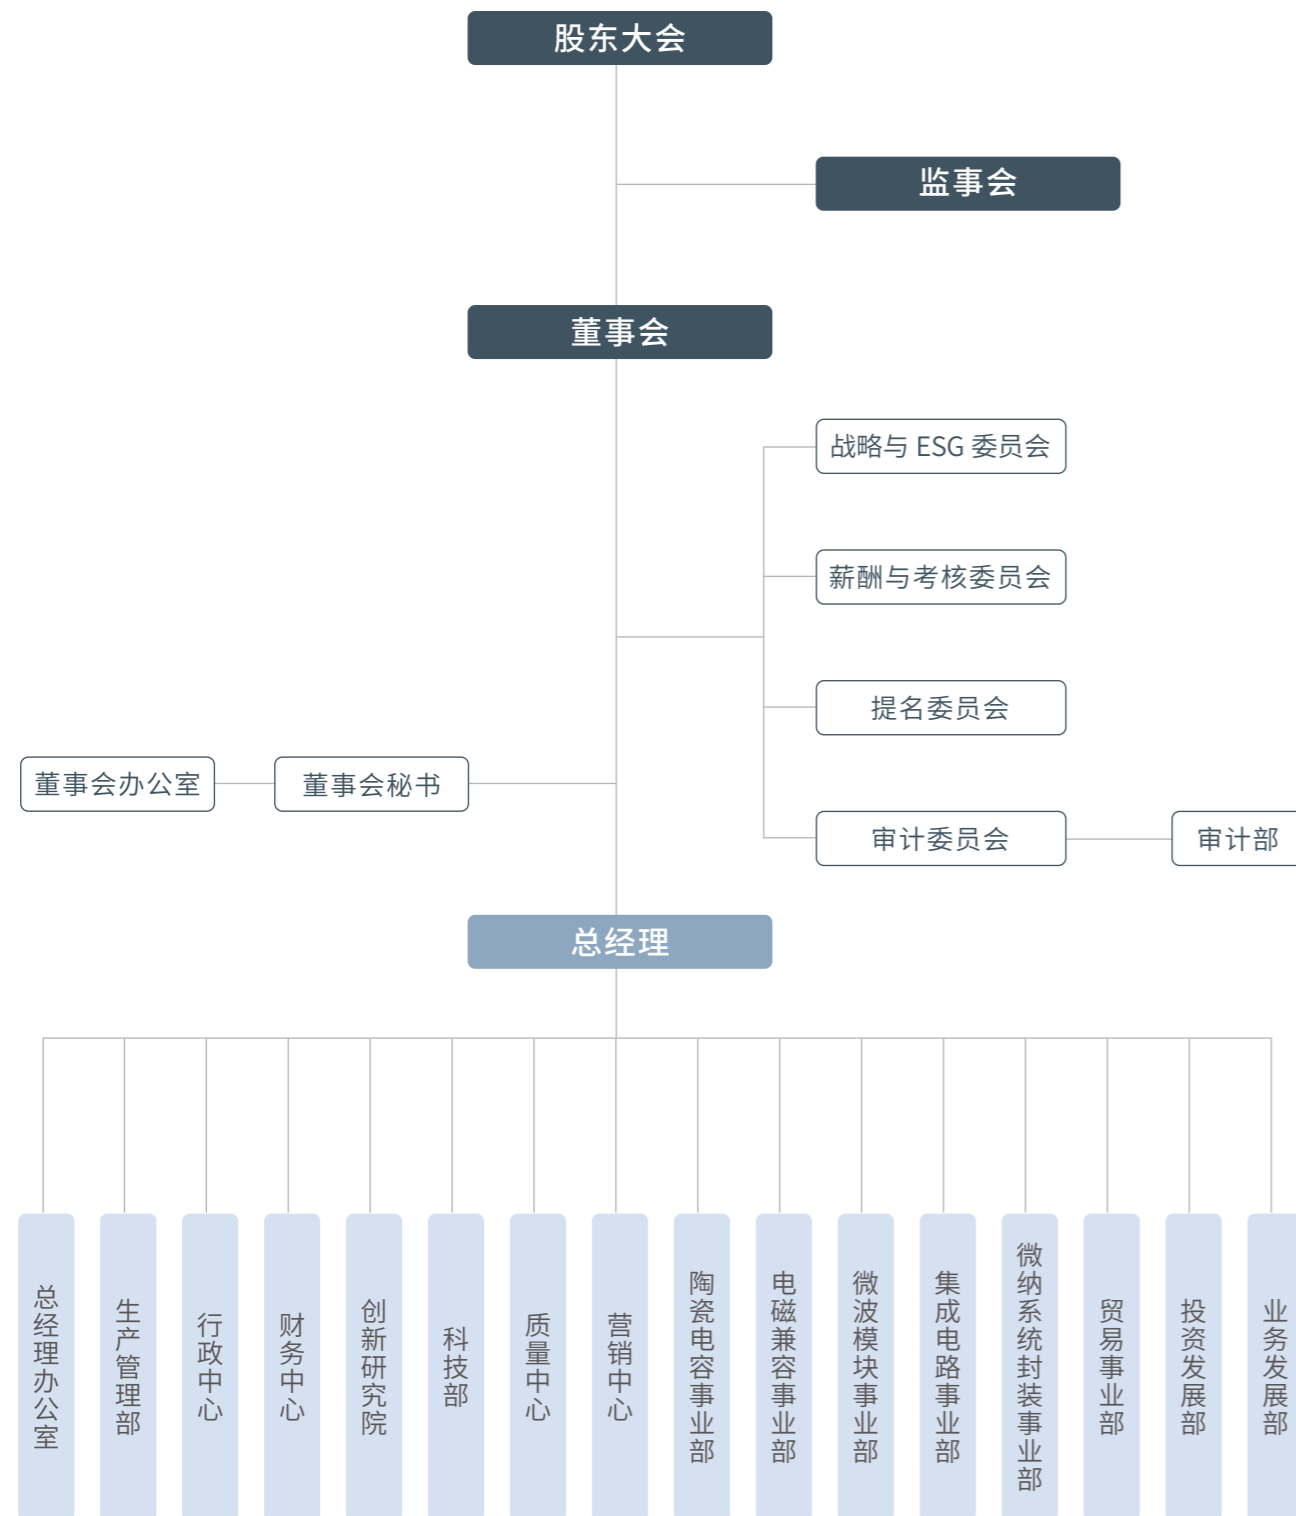 股东大会
监事会
董事会
战略与 ESG 委员会
薪酬与考核委员会
提名委员会
董事会办公室
董事会秘书
审计委员会
审计部
总经理
总经理办公室
生产管理部
行政中心
财务中心
创新研究院
科技部
质量中心
营销中心
陶瓷电容事业部
电磁兼容事业部
微波模块事业部
集成电路事业部
微纳系统封装事业部
贸易事业部
投资发展部
业务发展部